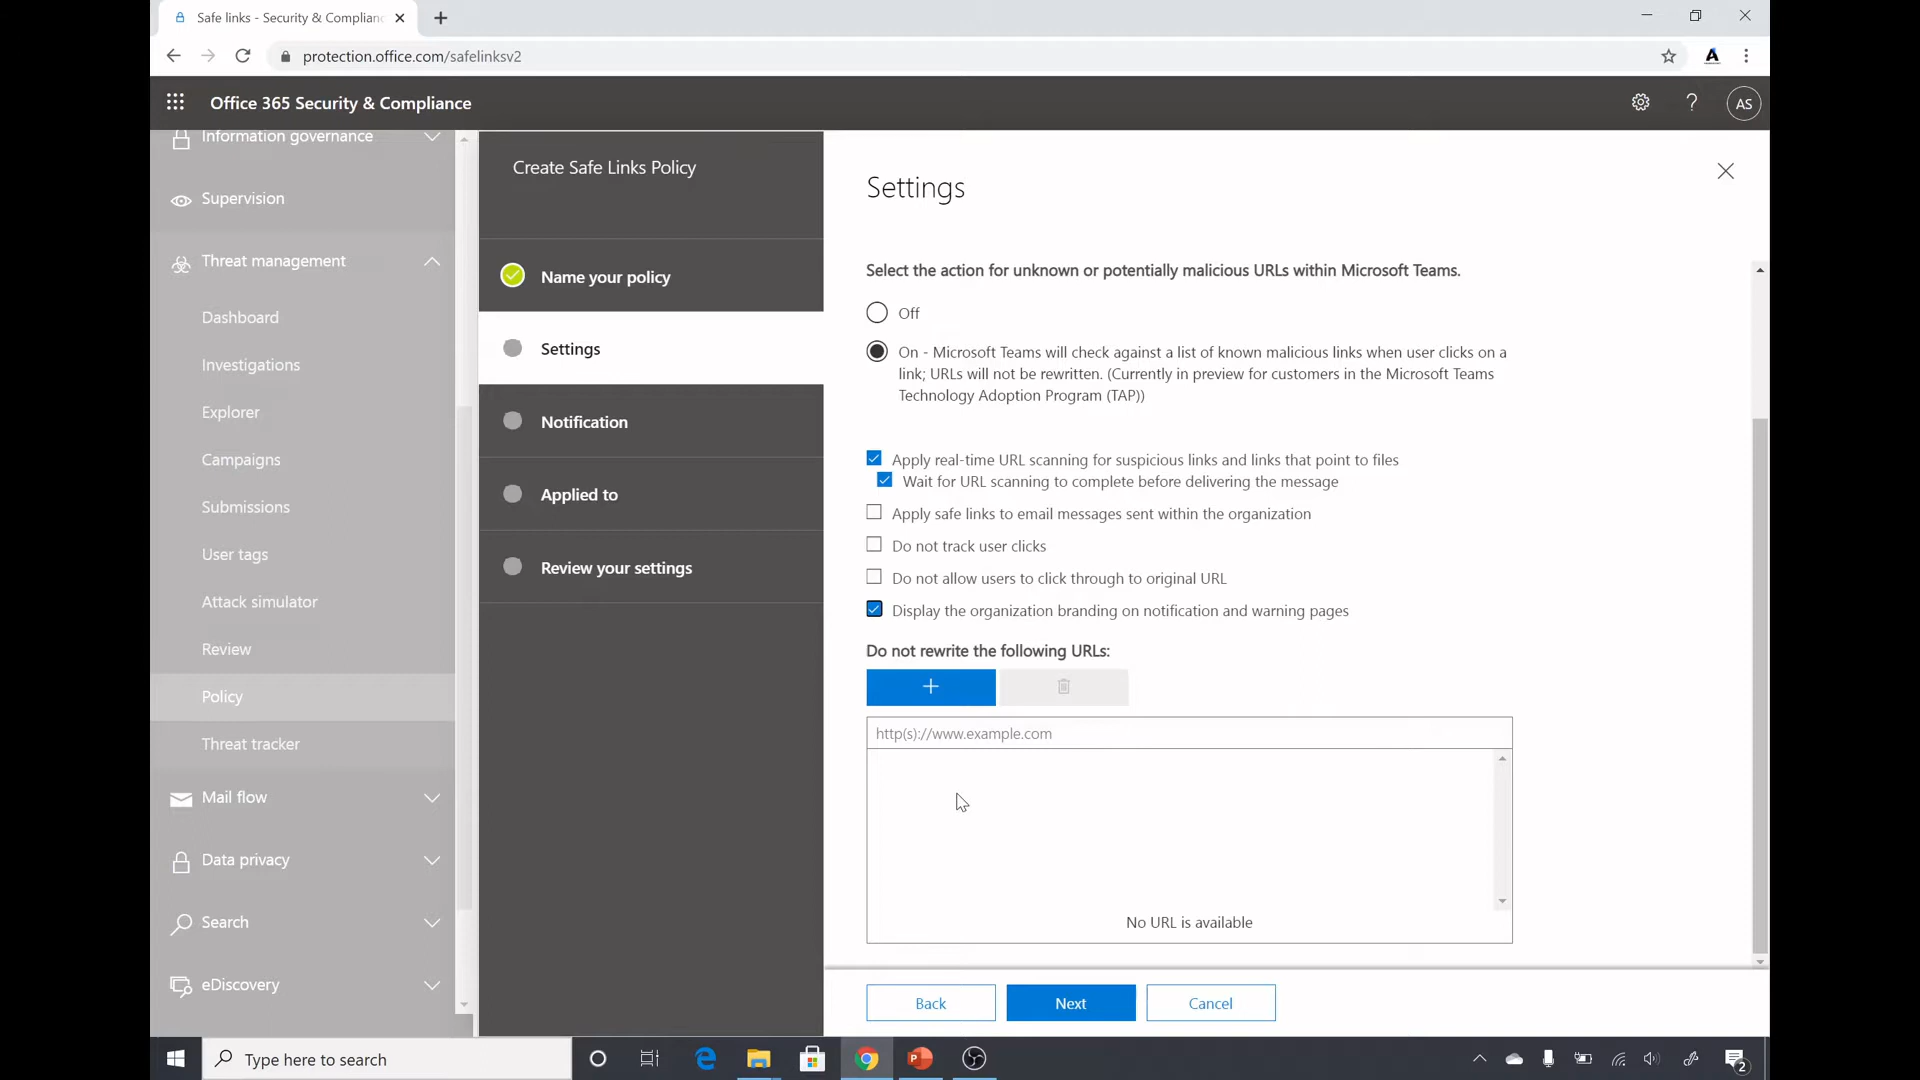 Safe links - Security & Complianc
protection.office.com/safelinksv2
Office 365 Security & Compliance
AS
Information governance
Supervision
Threat management
Dashboard
Investigations
Explorer
Campaigns
Submissions
User tags
Attack simulator
Review
Policy
Threat tracker
Mail flow
Data privacy
Search
eDiscovery
Create Safe Links Policy
Name your policy
Settings
Notification
Applied to
Review your settings
Settings
Select the action for unknown or potentially malicious URLs within Microsoft Teams.
Off
On - Microsoft Teams will check against a list of known malicious links when user clicks on a
link; URLs will not be rewritten. (Currently in preview for customers in the Microsoft Teams
Technology Adoption Program (TAP))
Apply real-time URL scanning for suspicious links and links that point to files
Wait for URL scanning to complete before delivering the message
Apply safe links to email messages sent within the organization
Do not track user clicks
Do not allow users to click through to original URL
Display the organization branding on notification and warning pages
Do not rewrite the following URLs:
http(s)://www.example.com
No URL is available
Back
Next
Cancel
Type here to search
2